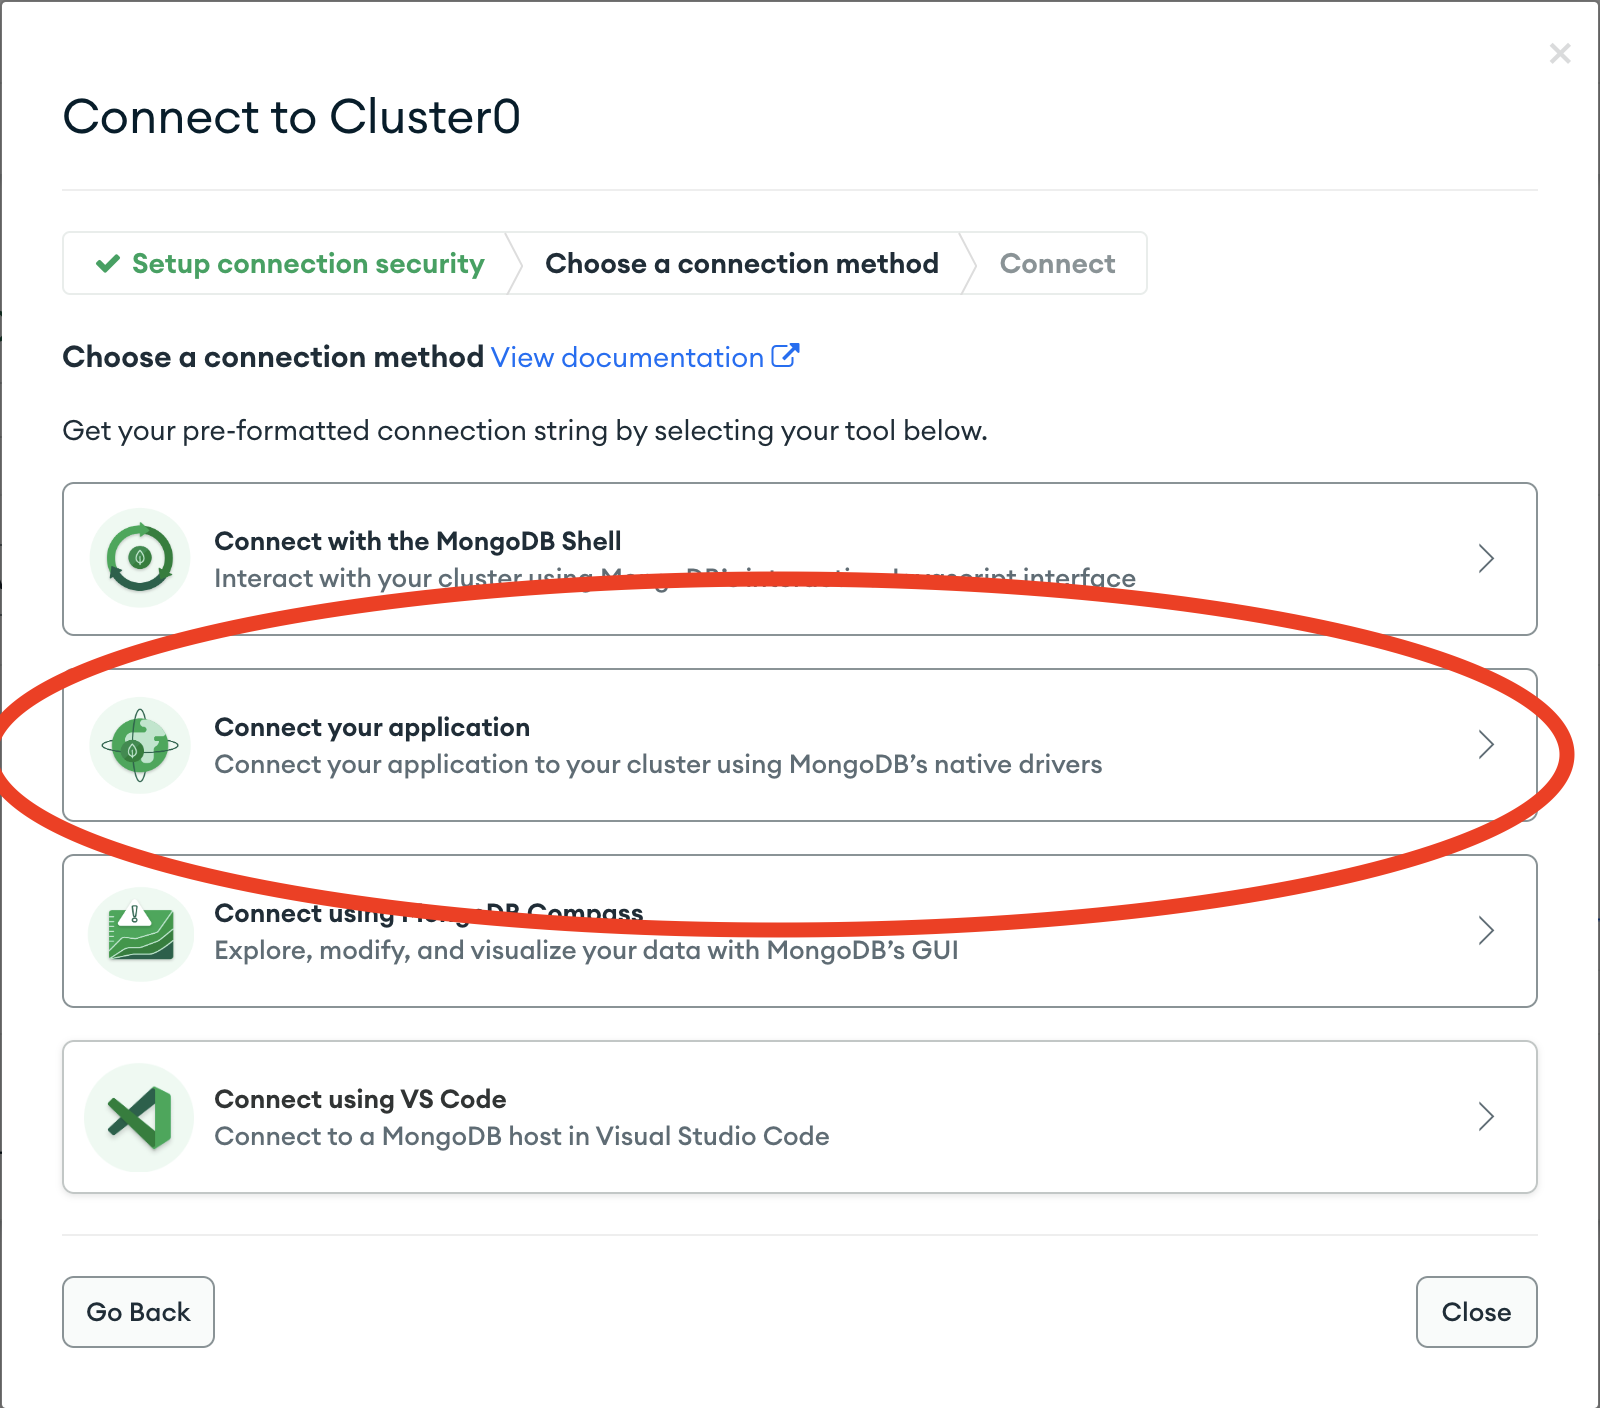 Connect to Cluster0
Setup connection security
Choose a connection method
Connect
Choose a connection method View documentation
Get your pre-formatted connection string by selecting your tool below.
Connect with the MongoDB Shell
Interact with your cluster using MongoDB's interactive Javascript interface
Connect your application
Connect your application to your cluster using MongoDB’s native drivers
Connect using MongoDB Compass
Explore, modify, and visualize your data with MongoDB’s GUI
Connect using VS Code
Connect to a MongoDB host in Visual Studio Code
Go Back
Close